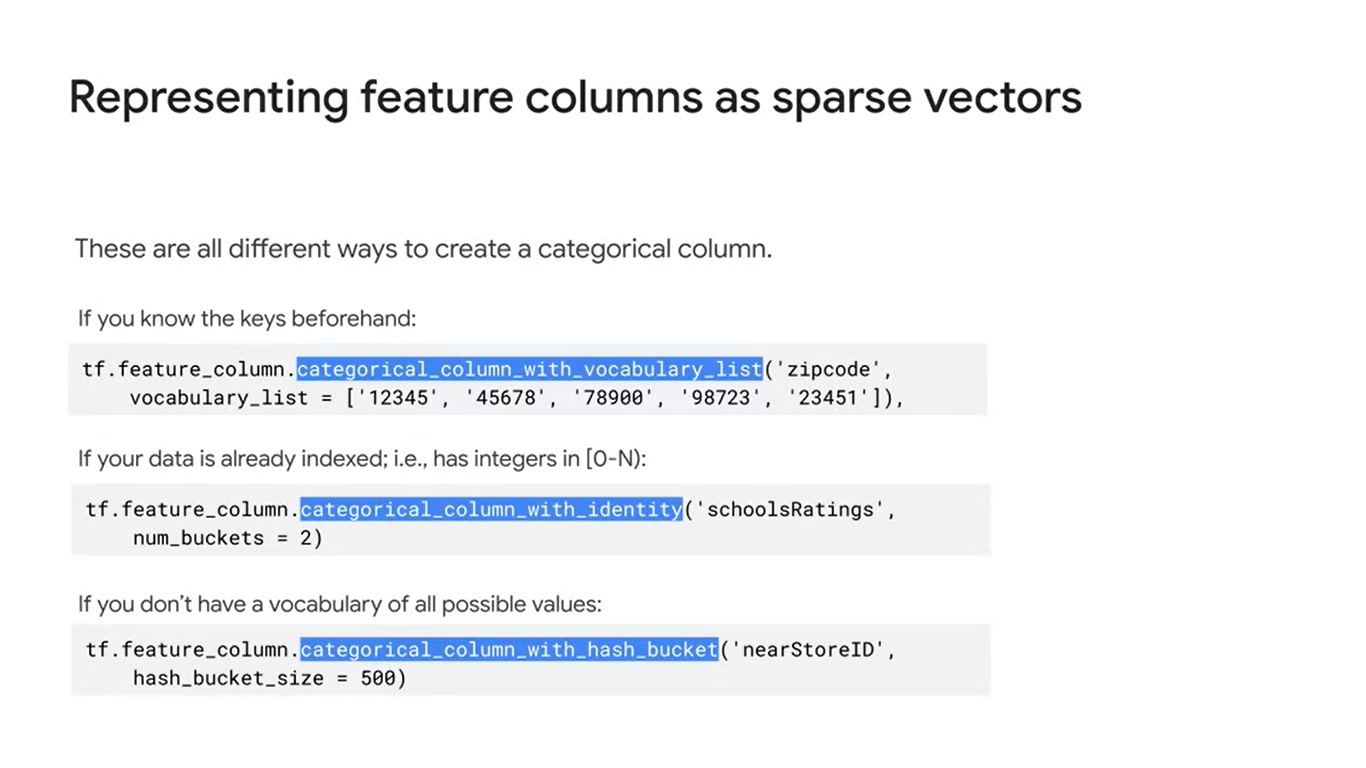 Representing feature columns as sparse vectors
These are all different ways to create a categorical column.
If you know the keys beforehand:
tf.feature_column.categorical_column_with_vocabulary_list('zipcode',
vocabulary_list = ['12345', '45678', '78900', '98723', '23451']),
If your data is already indexed; i.e., has integers in [0-N):
tf.feature_column.categorical_column_with_identity('schoolsRatings',
num_buckets = 2)
If you don’t have a vocabulary of all possible values:
tf.feature_column.categorical_column_with_hash_bucket('nearStoreID',
hash_bucket_size = 500)